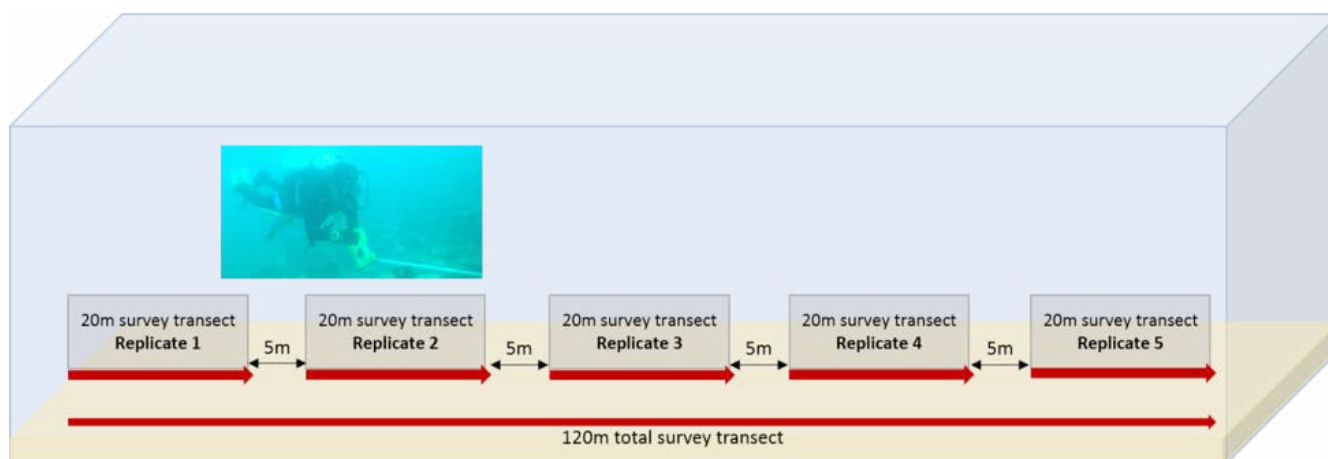 20m survey transect
Replicate 1
5m
20m survey transect
Replicate 2
5m
20m survey transect
Replicate 3
5m
20m survey transect
Replicate 4
5m
20m survey transect
Replicate 5
120m total survey transect